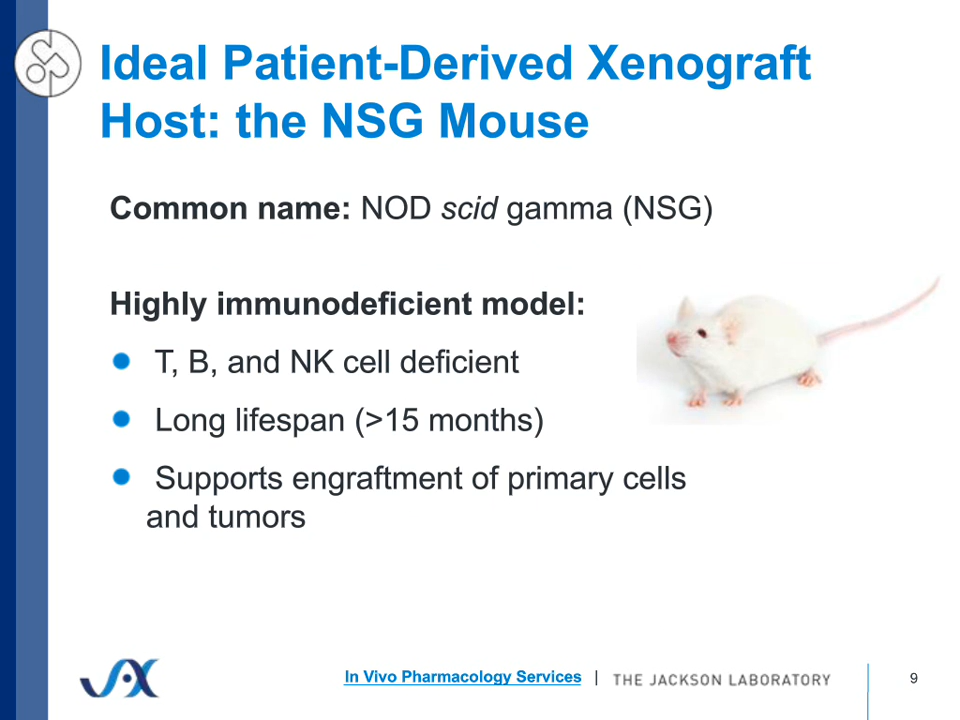 Ideal Patient-Derived Xenograft
Host: the NSG Mouse
Common name: NOD scid gamma (NSG)
Highly immunodeficient model:
T, B, and NK cell deficient
Long lifespan (>15 months)
Supports engraftment of primary cells
and tumors
JAX
In Vivo Pharmacology Services | THE JACKSON LABORATORY
9